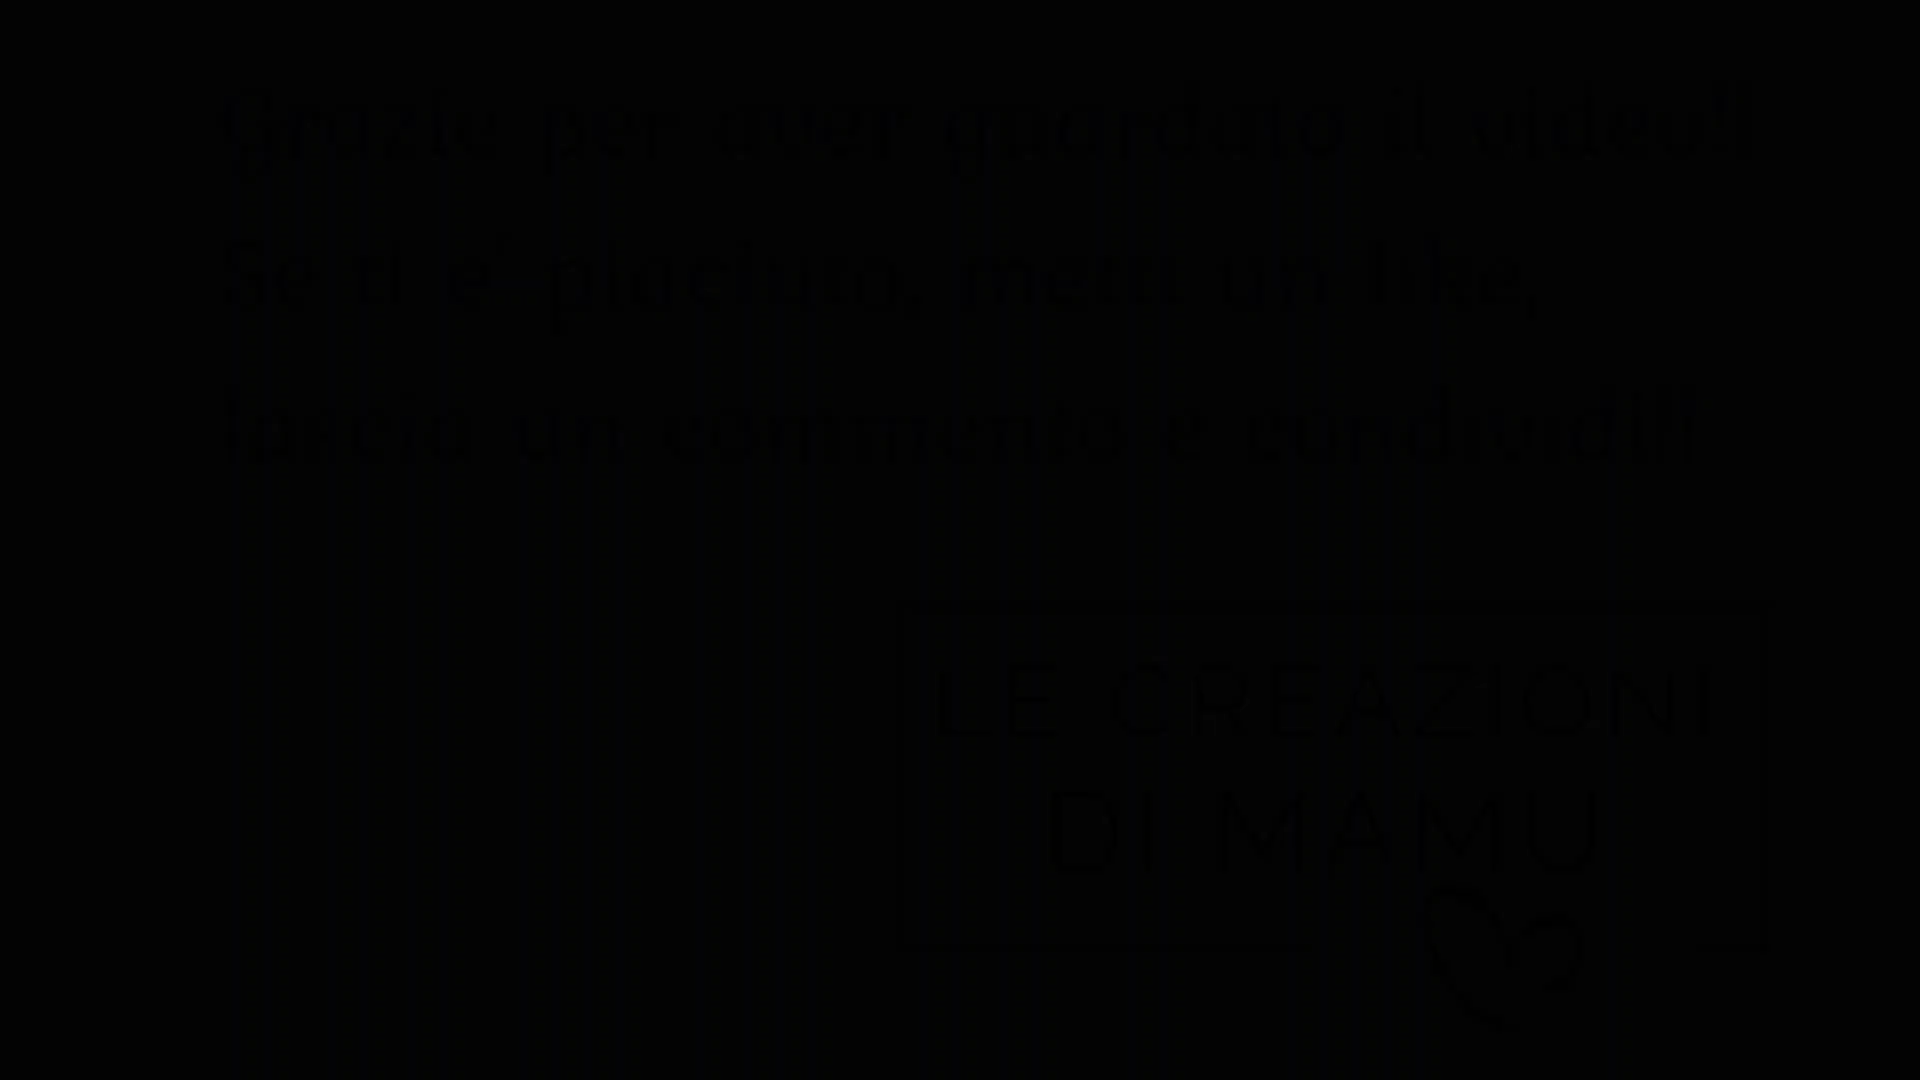 Grazie per aver guardato il video!!
Se ti e' piaciuto, metti un like,
lascia un commento e condividi!!
LE CREAZIONI
DI MAMU